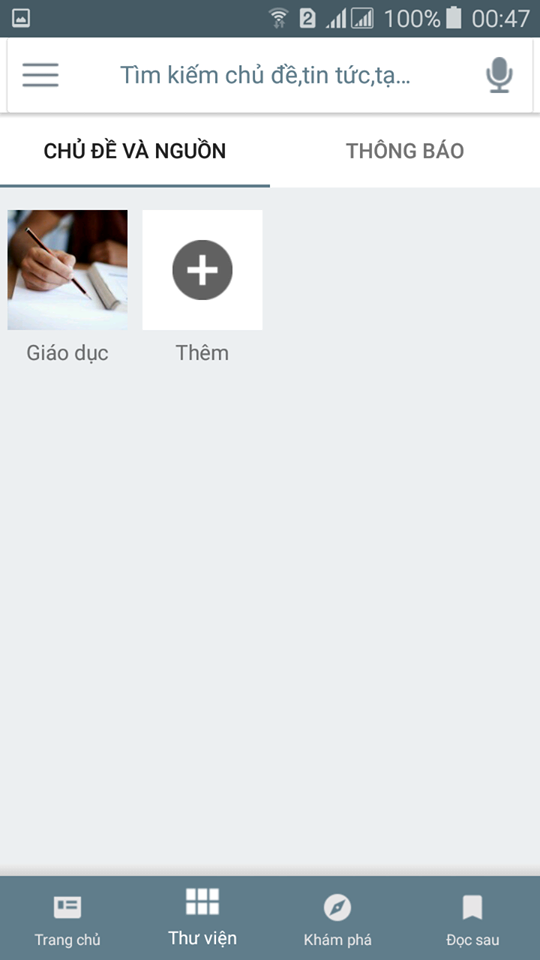 2 100% 00:47
Tìm kiếm chủ đề,tin tức,tạ...
CHỦ ĐỀ VÀ NGUỒN THÔNG BÁO
Giáo dục Thêm
Trang chủ Thư viện Khám phá Đọc sau